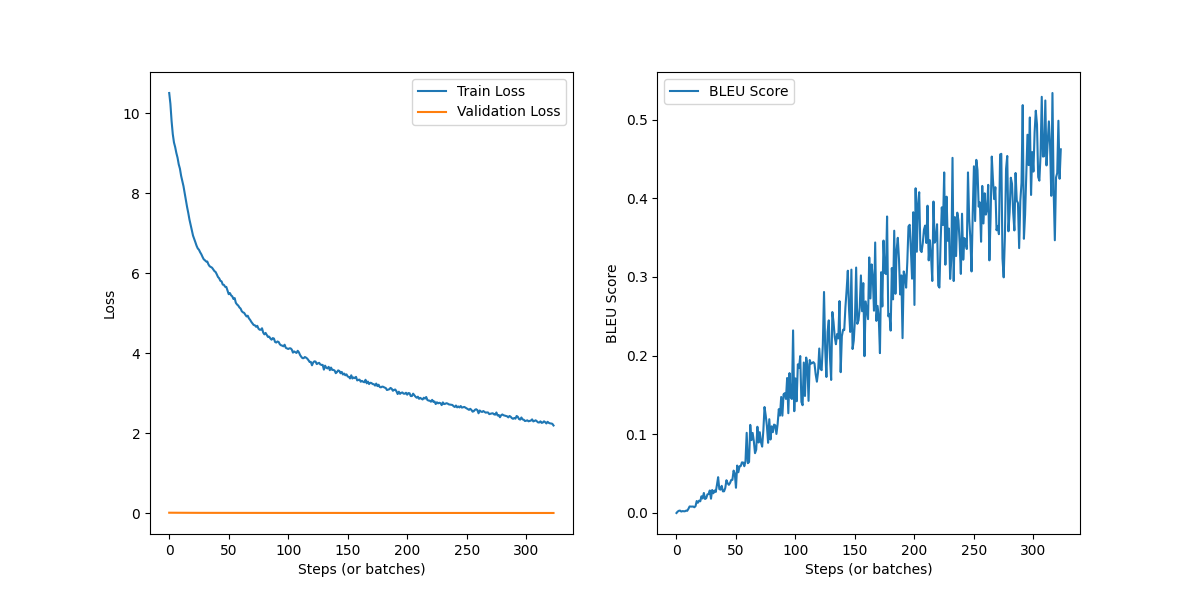 Train Loss
Validation Loss
10
8
6
4
2
0
Loss
0 50 100 150 200 250 300
Steps (or batches)
BLEU Score
0.5
0.4
0.3
0.2
0.1
0.0
BLEU Score
0 50 100 150 200 250 300
Steps (or batches)